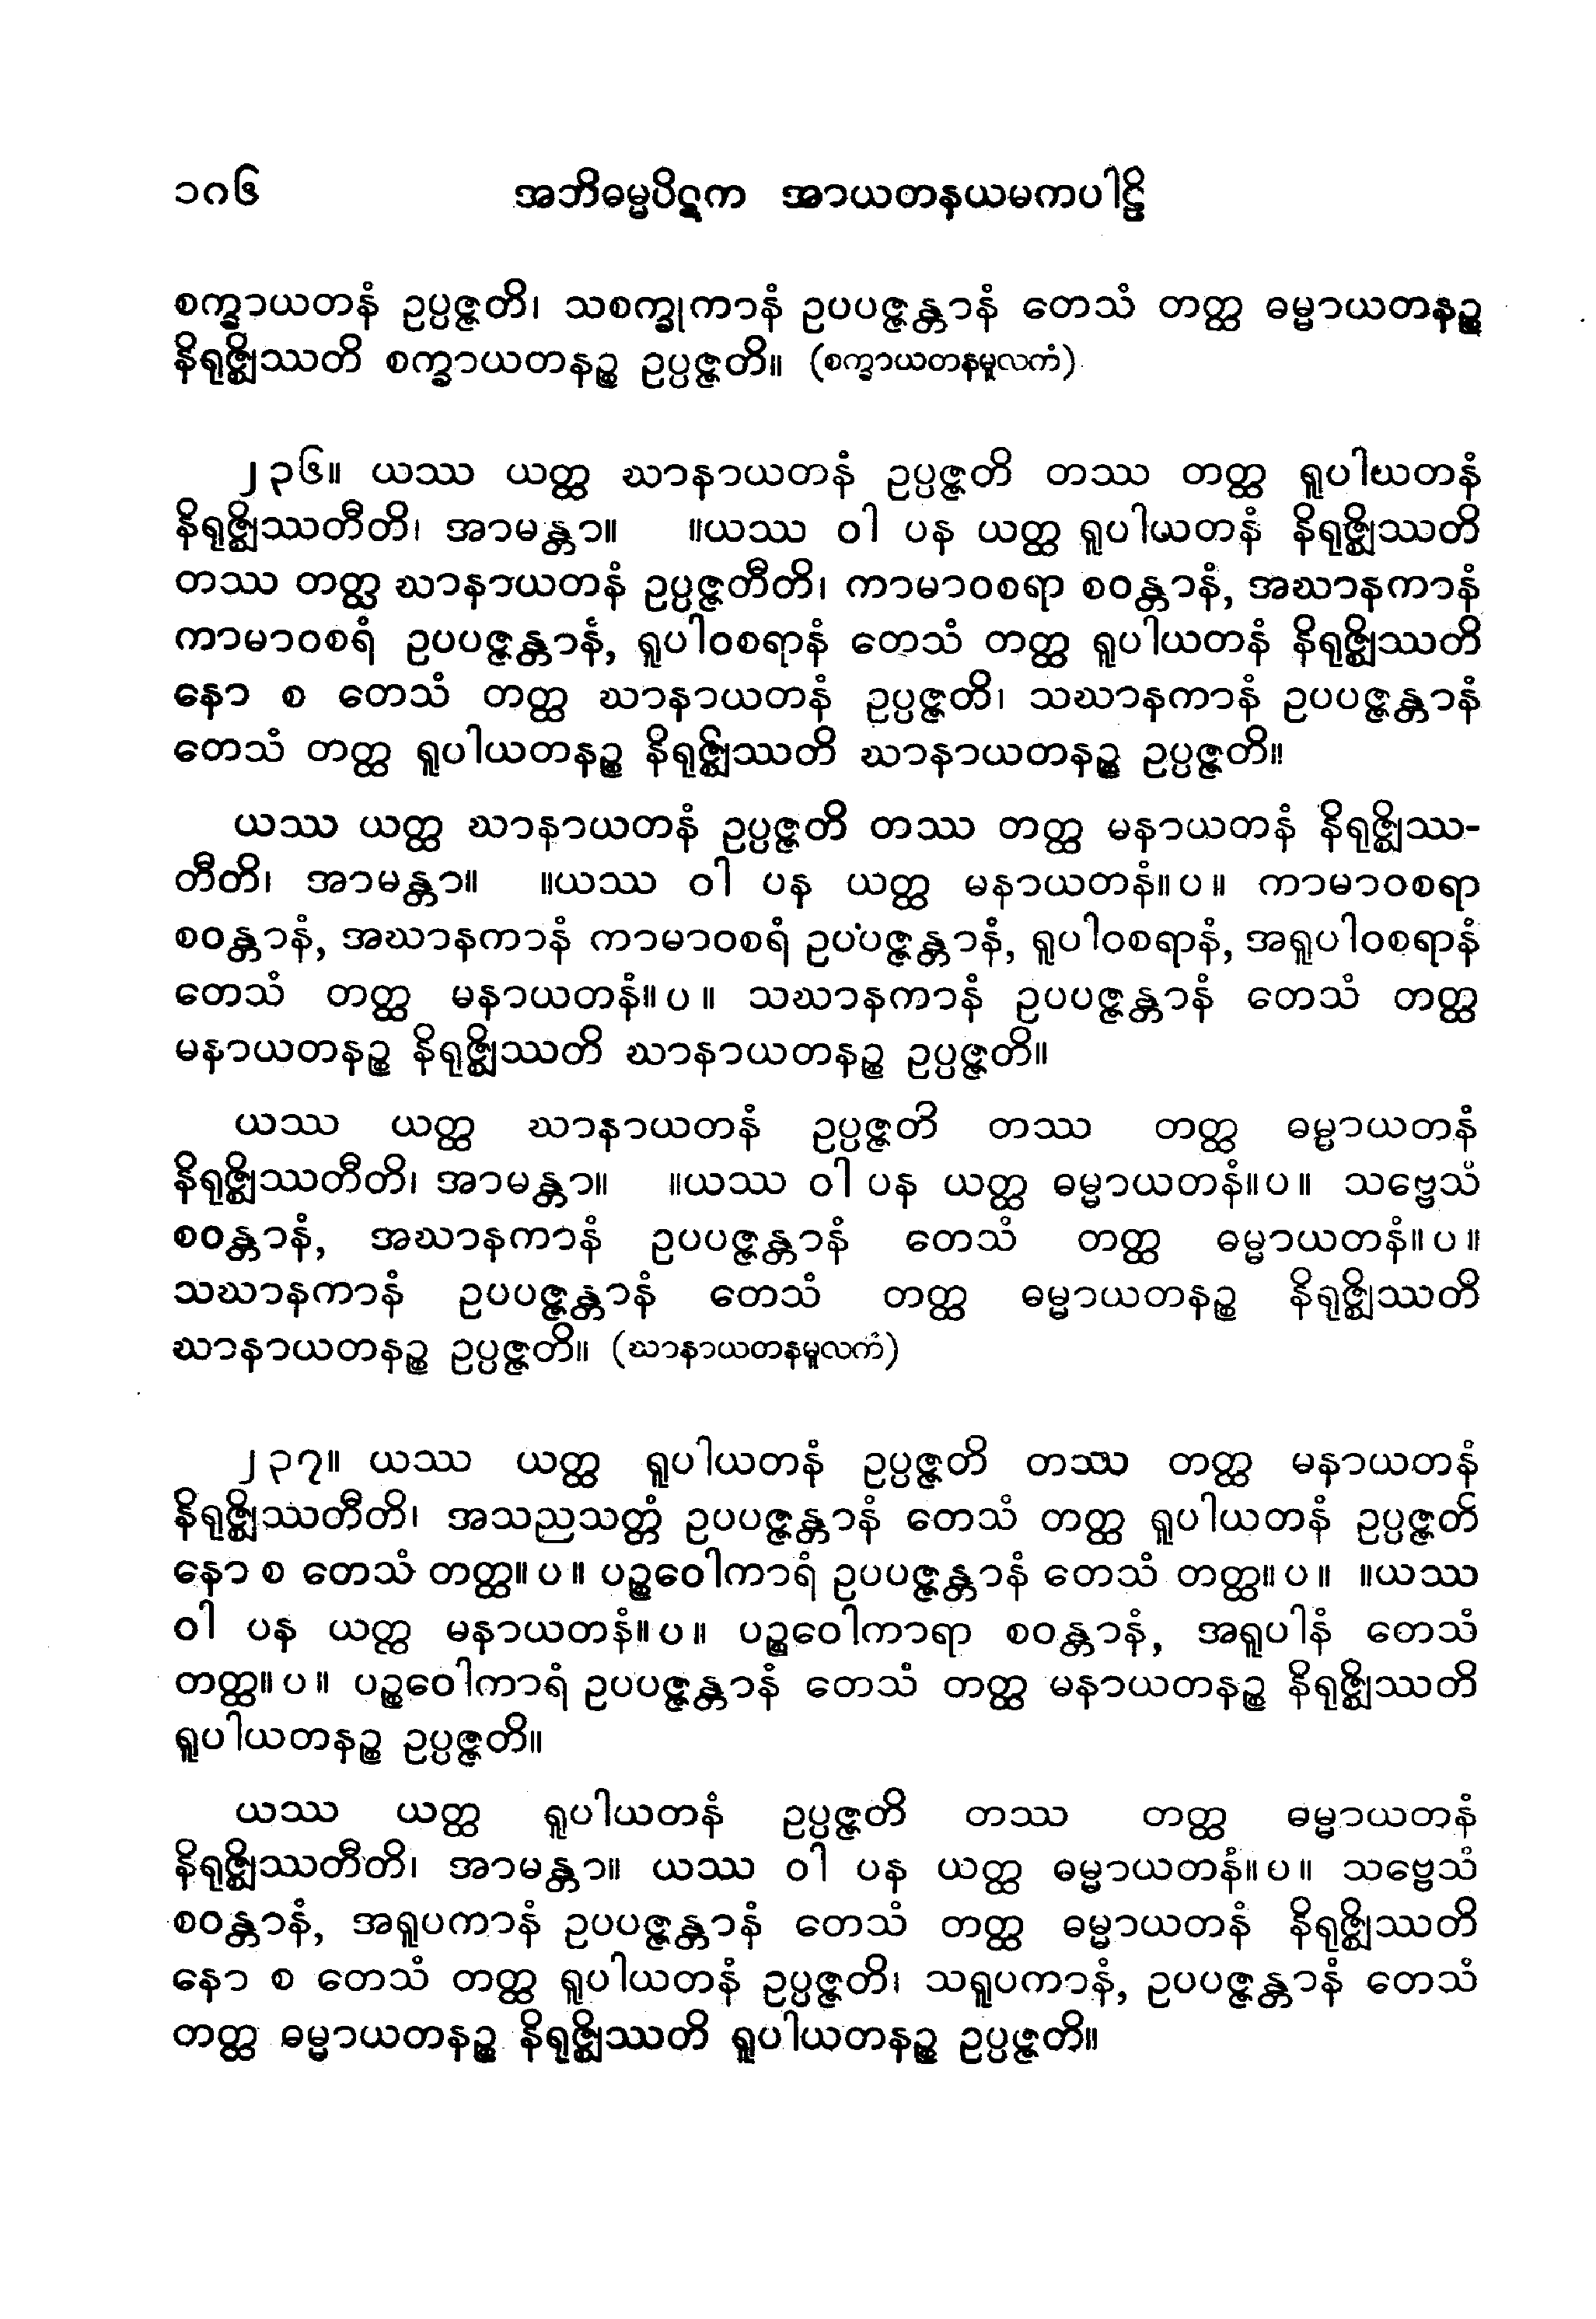 ၁၈၆ အဘိဓမ္မပိဋက အာယတနယမကပါဠိ
စက္ခာယတနံ ဥပ္ပဇ္ဇတိ၊ သစက္ခုကာနံ ဥပပဇ္ဇန္တာနံ တေသံ တတ္ထ ဓမ္မာယတနဉ္စ
နိရုဇ္ဈိဿတိ စက္ခာယတနဉ္စ ဥပ္ပဇ္ဇတိ။ (စက္ခာယတနမူလကံ)
၂၃၆။ ယဿ ယတ္ထ ဃာနာယတနံ ဥပ္ပဇ္ဇတိ တဿ တတ္ထ ရူပါယတနံ
နိရုဇ္ဈိဿတီတိ၊ အာမန္တာ။ ။ယဿ ဝါ ပန ယတ္ထ ရူပါယတနံ နိရုဇ္ဈိဿတိ
တဿ တတ္ထ ဃာနာယတနံ ဥပ္ပဇ္ဇတီတိ၊ ကာမာဝစရာ စဝန္တာနံ, အဃာနကာနံ
ကာမာဝစရံ ဥပပဇ္ဇန္တာနံ, ရူပါဝစရာနံ တေသံ တတ္ထ ရူပါယတနံ နိရုဇ္ဈိဿတိ
နော စ တေသံ တတ္ထ ဃာနာယတနံ ဥပ္ပဇ္ဇတိ၊ သဃာနကာနံ ဥပပဇ္ဇန္တာနံ
တေသံ တတ္ထ ရူပါယတနဉ္စ နိရုဇ္ဈိဿတိ ဃာနာယတနဉ္စ ဥပ္ပဇ္ဇတိ။
ယဿ ယတ္ထ ဃာနာယတနံ ဥပ္ပဇ္ဇတိ တဿ တတ္ထ မနာယတနံ နိရုဇ္ဈိဿ-
တီတိ၊ အာမန္တာ။ ။ယဿ ဝါ ပန ယတ္ထ မနာယတနံ။ပ။ ကာမာဝစရာ
စဝန္တာနံ, အဃာနကာနံ ကာမာဝစရံ ဥပပဇ္ဇန္တာနံ, ရူပါဝစရာနံ, အရူပါဝစရာနံ
တေသံ တတ္ထ မနာယတနံ။ပ။ သဃာနကာနံ ဥပပဇ္ဇန္တာနံ တေသံ တတ္ထ
မနာယတနဉ္စ နိရုဇ္ဈိဿတိ ဃာနာယတနဉ္စ ဥပ္ပဇ္ဇတိ။
ယဿ ယတ္ထ ဃာနာယတနံ ဥပ္ပဇ္ဇတိ တဿ တတ္ထ ဓမ္မာယတနံ
နိရုဇ္ဈိဿတီတိ၊ အာမန္တာ။ ။ယဿ ဝါ ပန ယတ္ထ ဓမ္မာယတနံ။ပ။ သဗ္ဗေသံ
စဝန္တာနံ, အဃာနကာနံ ဥပပဇ္ဇန္တာနံ တေသံ တတ္ထ ဓမ္မာယတနံ။ပ။
သဃာနကာနံ ဥပပဇ္ဇန္တာနံ တေသံ တတ္ထ ဓမ္မာယတနဉ္စ နိရုဇ္ဈိဿတိ
ဃာနာယတနဉ္စ ဥပ္ပဇ္ဇတိ။ (ဃာနာယတနမူလကံ)
၂၃၇။ ယဿ ယတ္ထ ရူပါယတနံ ဥပ္ပဇ္ဇတိ တဿ တတ္ထ မနာယတနံ
နိရုဇ္ဈိဿတီတိ၊ အသညသတ္တံ ဥပပဇ္ဇန္တာနံ တေသံ တတ္ထ ရူပါယတနံ ဥပ္ပဇ္ဇတိ
နော စ တေသံ တတ္ထ။ပ။ ပဉ္စဝေါကာရံ ဥပပဇ္ဇန္တာနံ တေသံ တတ္ထ။ပ။ ။ယဿ
ဝါ ပန ယတ္ထ မနာယတနံ။ပ။ ပဉ္စဝေါကာရာ စဝန္တာနံ, အရူပါနံ တေသံ
တတ္ထ။ပ။ ပဉ္စဝေါကာရံ ဥပပဇ္ဇန္တာနံ တေသံ တတ္ထ မနာယတနဉ္စ နိရုဇ္ဈိဿတိ
ရူပါယတနဉ္စ ဥပ္ပဇ္ဇတိ။
ယဿ ယတ္ထ ရူပါယတနံ ဥပ္ပဇ္ဇတိ တဿ တတ္ထ ဓမ္မာယတနံ
နိရုဇ္ဈိဿတီတိ၊ အာမန္တာ။ ယဿ ဝါ ပန ယတ္ထ ဓမ္မာယတနံ။ပ။ သဗ္ဗေသံ
စဝန္တာနံ, အရူပကာနံ ဥပပဇ္ဇန္တာနံ တေသံ တတ္ထ ဓမ္မာယတနံ နိရုဇ္ဈိဿတိ
နော စ တေသံ တတ္ထ ရူပါယတနံ ဥပ္ပဇ္ဇတိ၊ သရူပကာနံ, ဥပပဇ္ဇန္တာနံ တေသံ
တတ္ထ ဓမ္မာယတနဉ္စ နိရုဇ္ဈိဿတိ ရူပါယတနဉ္စ ဥပ္ပဇ္ဇတိ။